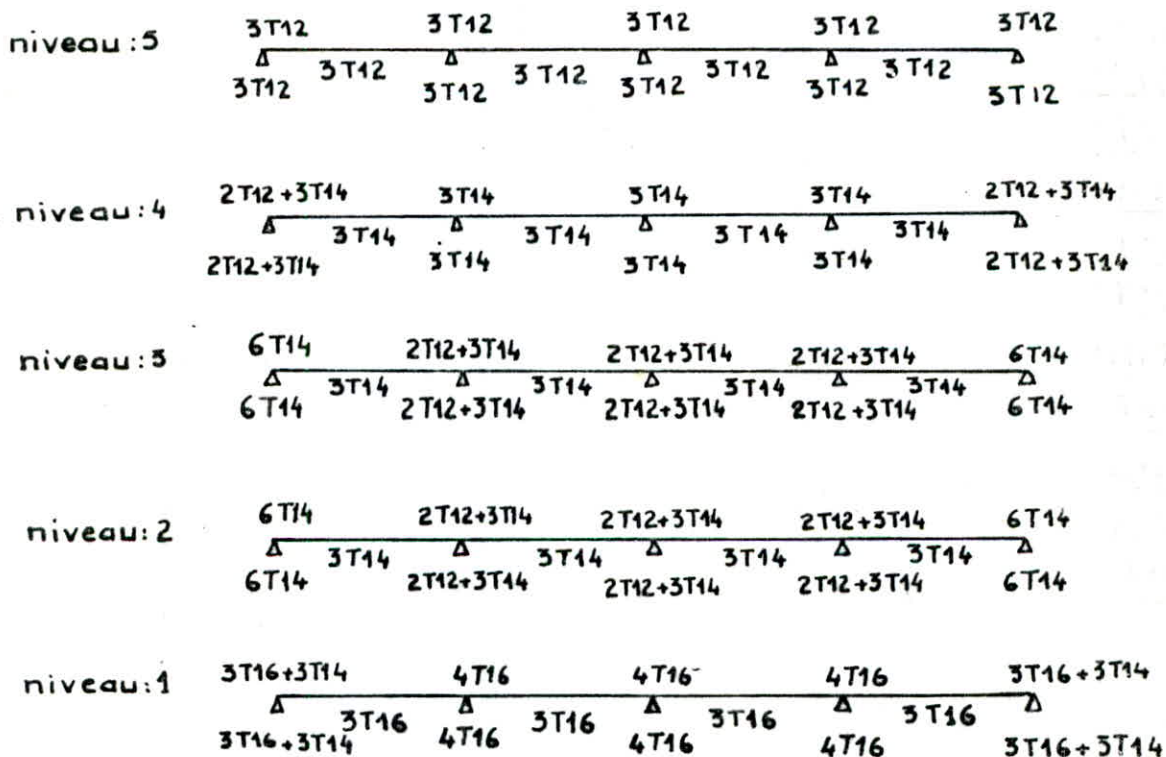 3T12 3T12 3T12 3T12 3T12
niveau:5
3T12 3T12 3T12 3T12
3T12 3T12 3T12 3T12 3T12
2T12+3T14 3T14 3T14 3T14 2T12+3T14
niveau:4
3T14 3T14 3T14 3T14
2T12+3T14 3T14 3T14 3T14 2T12+3T14
6T14 2T12+3T14 2T12+3T14 2T12+3T14 6T14
niveau:3
3T14 3T14 3T14 3T14
6T14 2T12+3T14 2T12+3T14 2T12+3T14 6T14
6T14 2T12+3T14 2T12+3T14 2T12+3T14 6T14
niveau:2
3T14 3T14 3T14 3T14
6T14 2T12+3T14 2T12+3T14 2T12+3T14 6T14
3T16+3T14 4T16 4T16 4T16 3T16+3T14
niveau:1
3T16 3T16 3T16 3T16
3T16+3T14 4T16 4T16 4T16 3T16+3T14